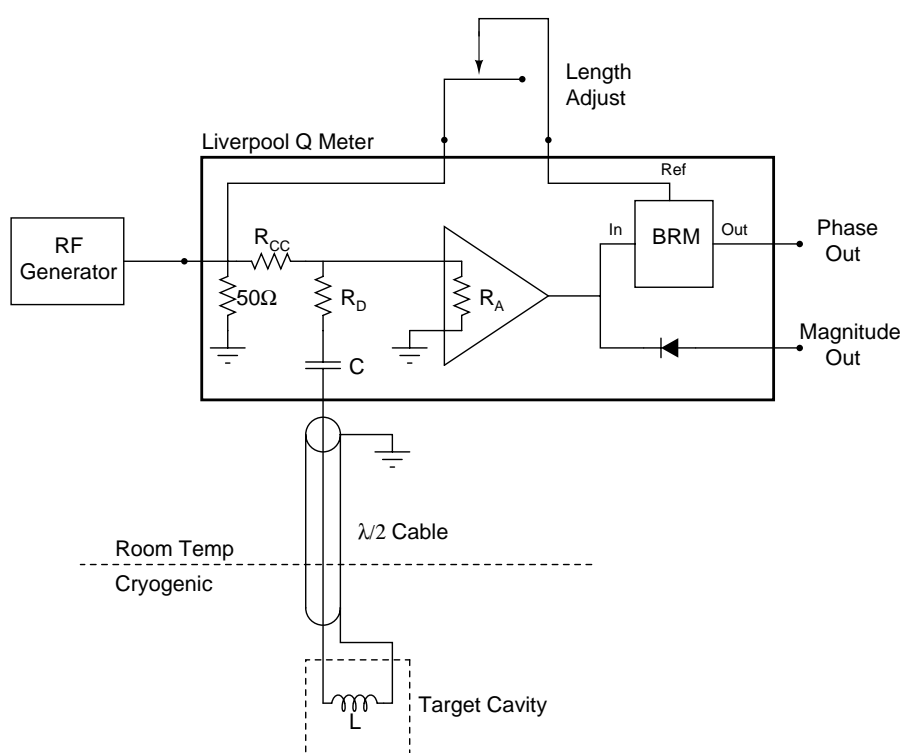 Length
Adjust
Liverpool Q Meter
Ref
RF
Generator
R_CC
In
BRM
Out
Phase
Out
50Ω
R_D
R_A
Magnitude
Out
C
λ/2 Cable
Room Temp
Cryogenic
Target Cavity
L